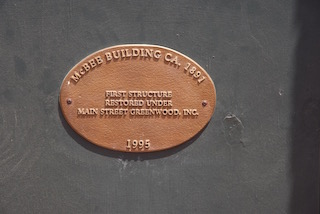 McBEE BUILDING CA. 1891
FIRST STRUCTURE
RESTORED UNDER
MAIN STREET GREENWOOD, INC.
1995